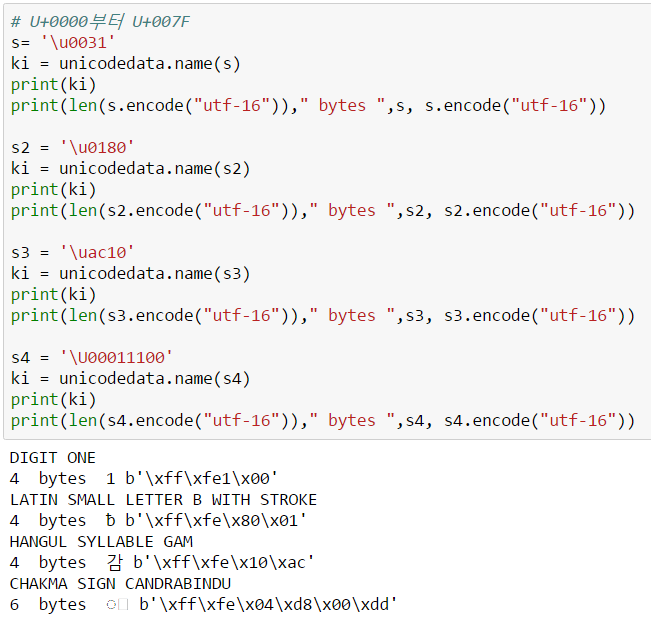 # U+0000부터 U+007F
s= '\u0031'
ki = unicodedata.name(s)
print(ki)
print(len(s.encode("utf-16"))," bytes ",s, s.encode("utf-16"))
s2 = '\u0180'
ki = unicodedata.name(s2)
print(ki)
print(len(s2.encode("utf-16"))," bytes ",s2, s2.encode("utf-16"))
s3 = '\uac10'
ki = unicodedata.name(s3)
print(ki)
print(len(s3.encode("utf-16"))," bytes ",s3, s3.encode("utf-16"))
s4 = '\U00011100'
ki = unicodedata.name(s4)
print(ki)
print(len(s4.encode("utf-16"))," bytes ",s4, s4.encode("utf-16"))
DIGIT ONE
4  bytes  1 b'\xff\xfe1\x00'
LATIN SMALL LETTER B WITH STROKE
4  bytes  ƀ b'\xff\xfe\x80\x01'
HANGUL SYLLABLE GAM
4  bytes  감 b'\xff\xfe\x10\xac'
CHAKMA SIGN CANDRABINDU
6  bytes  𑄀 b'\xff\xfe\x04\xd8\x00\xdd'